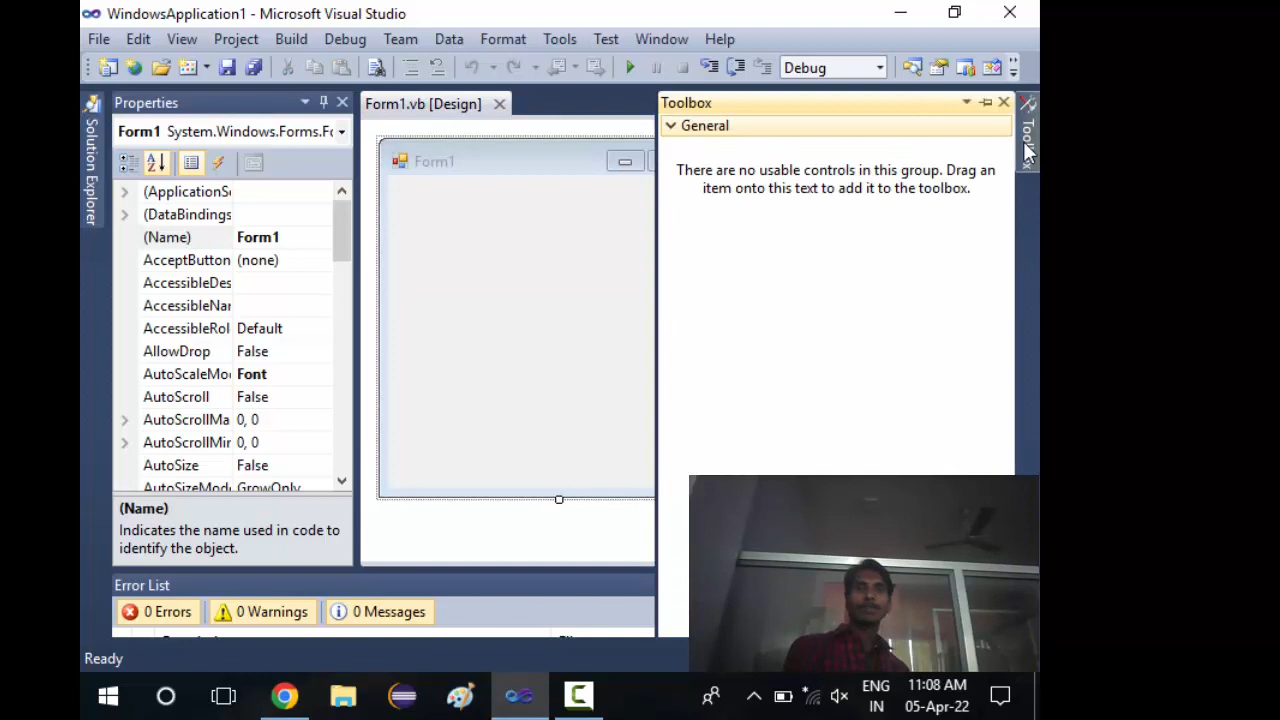 WindowsApplication1 - Microsoft Visual Studio
File Edit View Project Build Debug Team Data Format Tools Test Window Help
Debug
Solution Explorer
Properties
Form1 System.Windows.Forms.Fo
(ApplicationSe
(DataBindings
(Name) Form1
AcceptButton (none)
AccessibleDes
AccessibleNar
AccessibleRol Default
AllowDrop False
AutoScaleMo Font
AutoScroll False
AutoScrollMa 0, 0
AutoScrollMir 0, 0
AutoSize False
AutoSizeMode GrowOnly
(Name)
Indicates the name used in code to
identify the object.
Form1.vb [Design]
Form1
Toolbox
General
There are no usable controls in this group. Drag an
item onto this text to add it to the toolbox.
Error List
0 Errors 0 Warnings 0 Messages
Ready
ENG
IN
11:08 AM
05-Apr-22